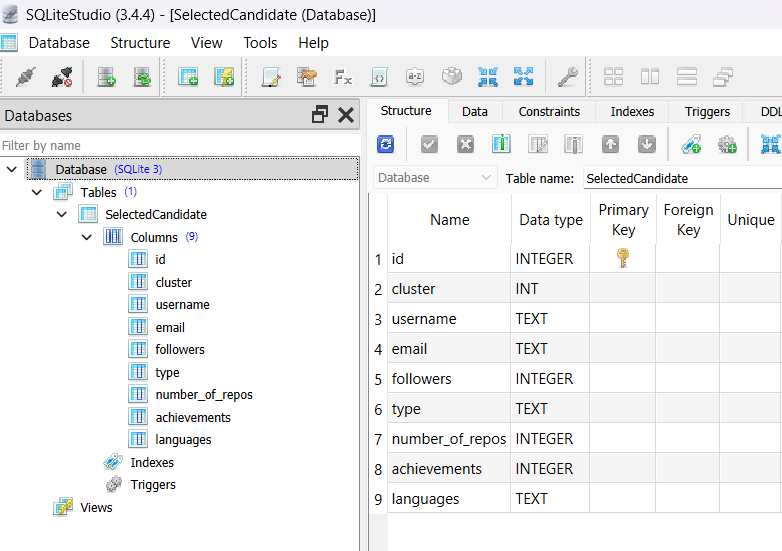 SQLiteStudio (3.4.4) - [SelectedCandidate (Database)]
Database Structure View Tools Help
Databases
Filter by name
Database (SQLite 3)
Tables (1)
SelectedCandidate
Columns (9)
id
cluster
username
email
followers
type
number_of_repos
achievements
languages
Indexes
Triggers
Views
Structure Data Constraints Indexes Triggers DDL
Database Table name: SelectedCandidate
Name Data type Primary Key Foreign Key Unique
1 id INTEGER
2 cluster INT
3 username TEXT
4 email TEXT
5 followers INTEGER
6 type TEXT
7 number_of_repos INTEGER
8 achievements INTEGER
9 languages TEXT